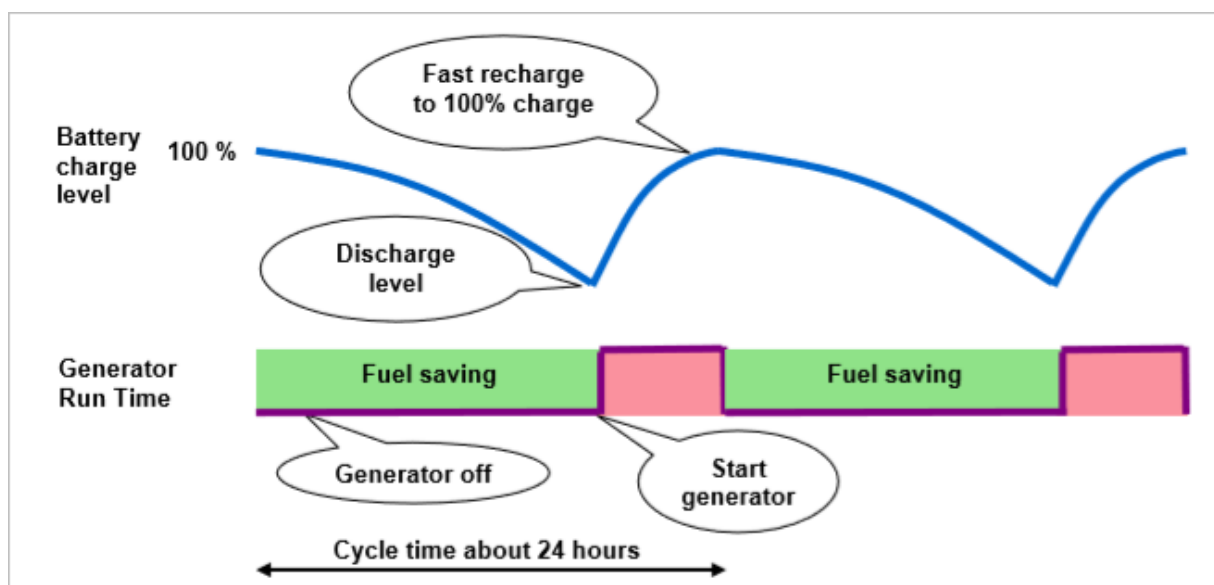 Fast recharge
to 100% charge
Battery
charge
level
100 %
Discharge
level
Generator
Run Time
Fuel saving
Fuel saving
Generator off
Start
generator
Cycle time about 24 hours